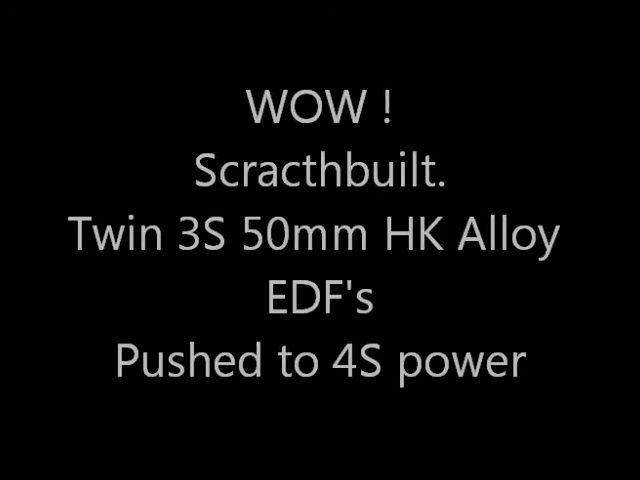 WOW !
Scracthbuilt.
Twin 3S 50mm HK Alloy
EDF's
Pushed to 4S power